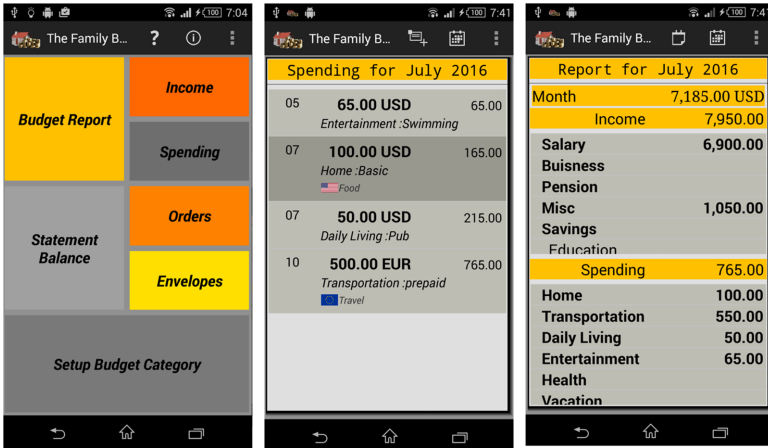 100 7:04
The Family B... ?
Budget Report
Income
Spending
Statement
Balance
Orders
Envelopes
Setup Budget Category
100 7:41
The Family B...
Spending for July 2016
05 65.00 USD 65.00
Entertainment :Swimming
07 100.00 USD 165.00
Home :Basic
Food
07 50.00 USD 215.00
Daily Living :Pub
10 500.00 EUR 765.00
Transportation :prepaid
Travel
100 7:41
The Family B...
Report for July 2016
Month 7,185.00 USD
Income 7,950.00
Salary 6,900.00
Buisness
Pension
Misc 1,050.00
Savings
Education
Spending 765.00
Home 100.00
Transportation 550.00
Daily Living 50.00
Entertainment 65.00
Health
Vacation